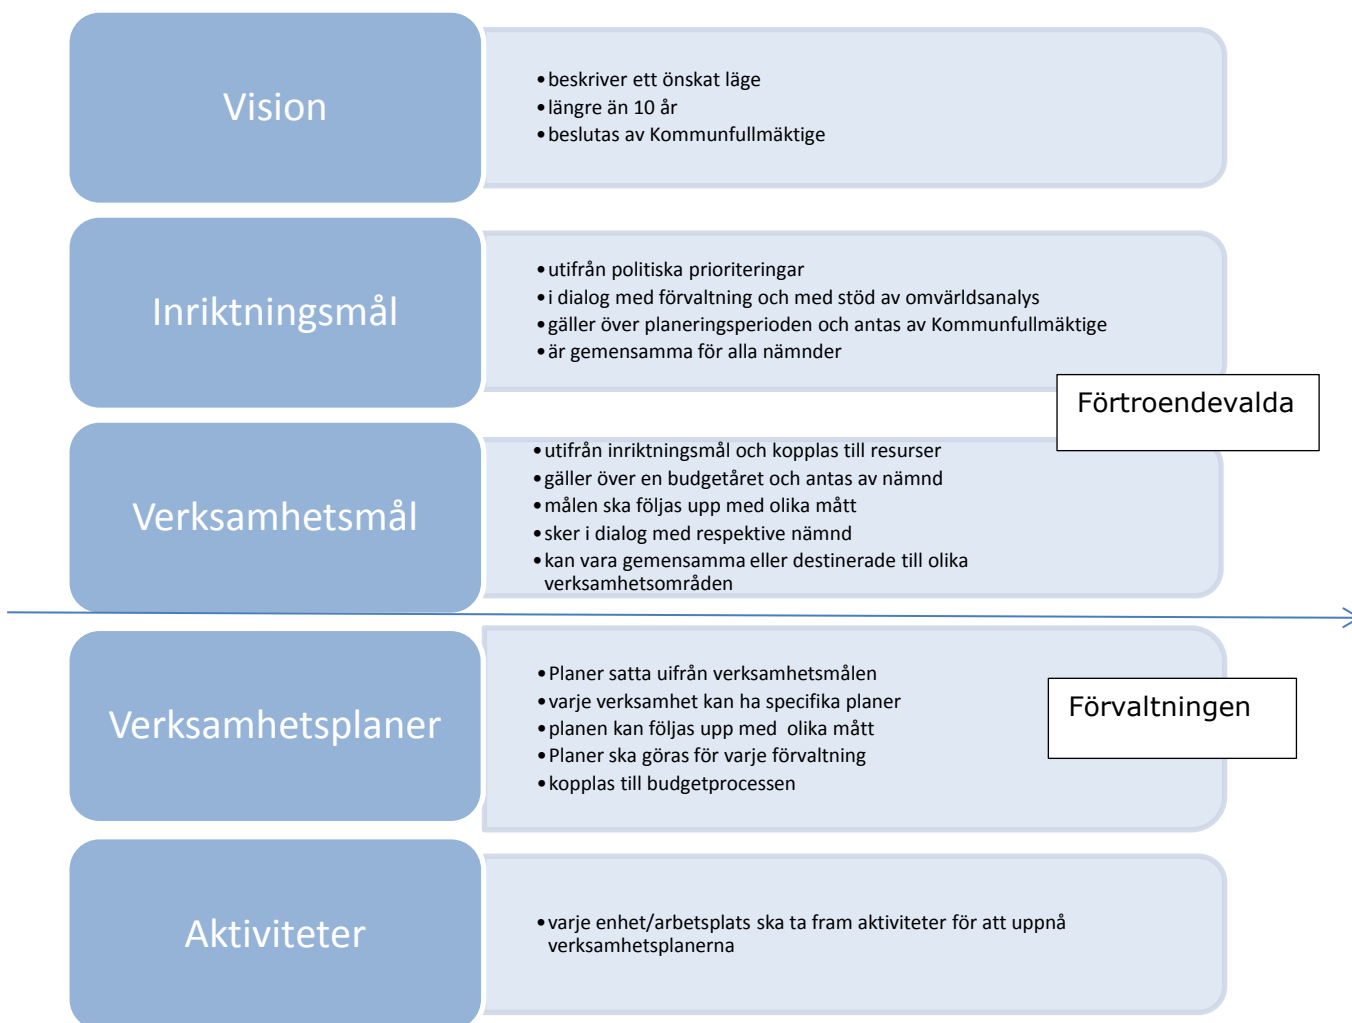 Vision
•beskriver ett önskat läge
•längre än 10 år
•beslutas av Kommunfullmäktige
Inriktningsmål
•utifrån politiska prioriteringar
•i dialog med förvaltning och med stöd av omvärldsanalys
•gäller över planeringsperioden och antas av Kommunfullmäktige
•är gemensamma för alla nämnder
Förtroendevalda
Verksamhetsmål
•utifrån inriktningsmål och kopplas till resurser
•gäller över en budgetåret och antas av nämnd
•målen ska följas upp med olika mått
•sker i dialog med respektive nämnd
•kan vara gemensamma eller destinerade till olika
verksamhetsområden
Verksamhetsplaner
•Planer satta uifrån verksamhetsmålen
•varje verksamhet kan ha specifika planer
•planen kan följas upp med olika mått
•Planer ska göras för varje förvaltning
•kopplas till budgetprocessen
Förvaltningen
Aktiviteter
•varje enhet/arbetsplats ska ta fram aktiviteter för att uppnå
verksamhetsplanerna